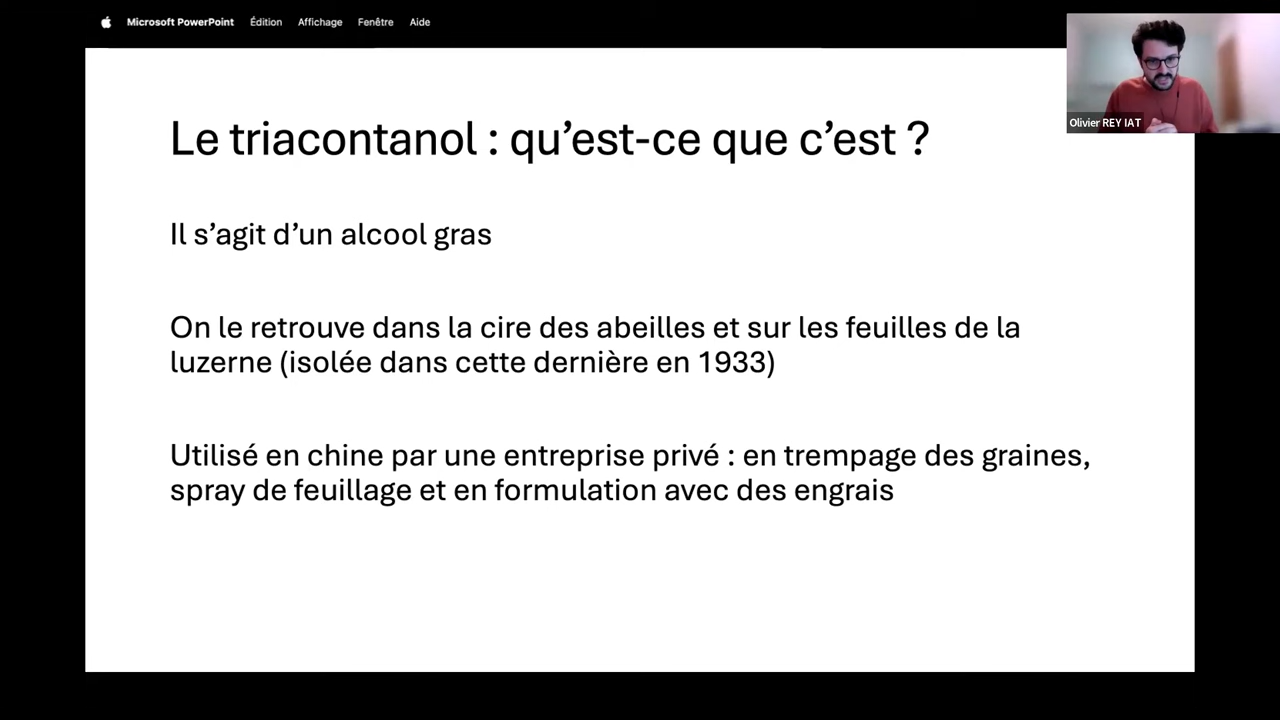 Microsoft PowerPoint Édition Affichage Fenêtre Aide
Olivier REY IAT
Le triacontanol : qu’est-ce que c’est ?
Il s’agit d’un alcool gras
On le retrouve dans la cire des abeilles et sur les feuilles de la
luzerne (isolée dans cette dernière en 1933)
Utilisé en chine par une entreprise privé : en trempage des graines,
spray de feuillage et en formulation avec des engrais